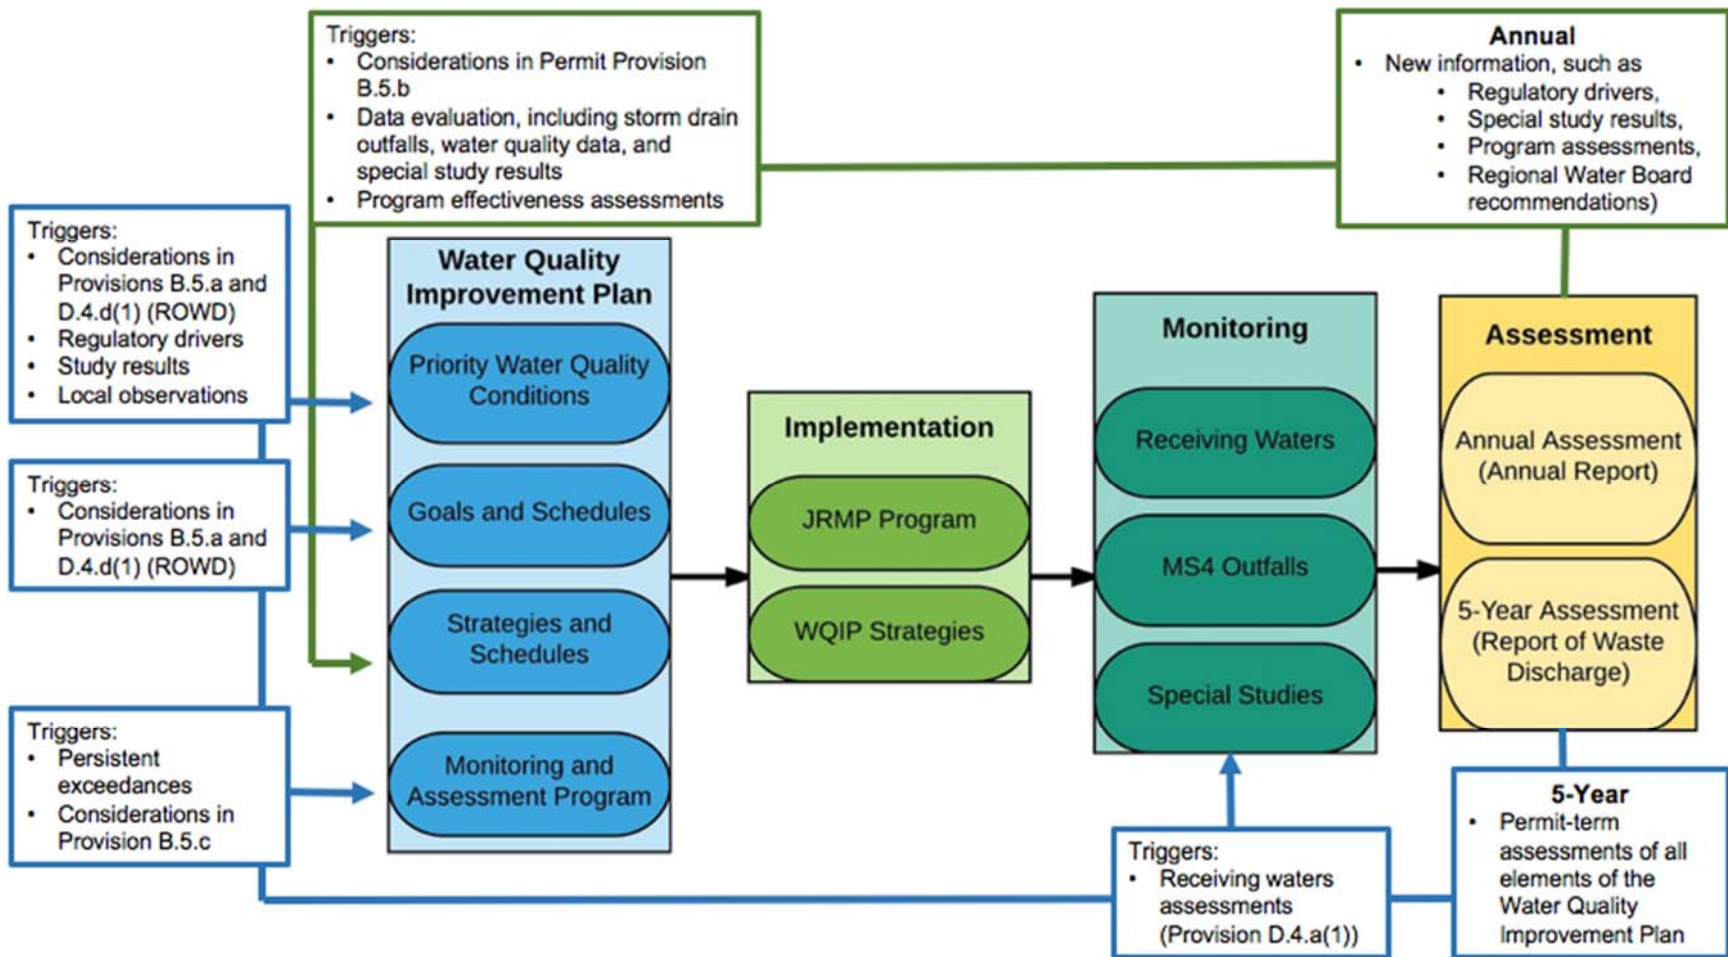 Triggers:
• Considerations in Permit Provision
B.5.b
• Data evaluation, including storm drain
outfalls, water quality data, and
special study results
• Program effectiveness assessments
Annual
• New information, such as
• Regulatory drivers,
• Special study results,
• Program assessments,
• Regional Water Board
recommendations)
Triggers:
• Considerations in
Provisions B.5.a and
D.4.d(1) (ROWD)
• Regulatory drivers
• Study results
• Local observations
Triggers:
• Considerations in
Provisions B.5.a and
D.4.d(1) (ROWD)
Triggers:
• Persistent
exceedances
• Considerations in
Provision B.5.c
Water Quality
Improvement Plan
Priority Water Quality
Conditions
Goals and Schedules
Strategies and
Schedules
Monitoring and
Assessment Program
Implementation
JRMP Program
WQIP Strategies
Monitoring
Receiving Waters
MS4 Outfalls
Special Studies
Assessment
Annual Assessment
(Annual Report)
5-Year Assessment
(Report of Waste
Discharge)
Triggers:
• Receiving waters
assessments
(Provision D.4.a(1))
5-Year
• Permit-term
assessments of all
elements of the
Water Quality
Improvement Plan